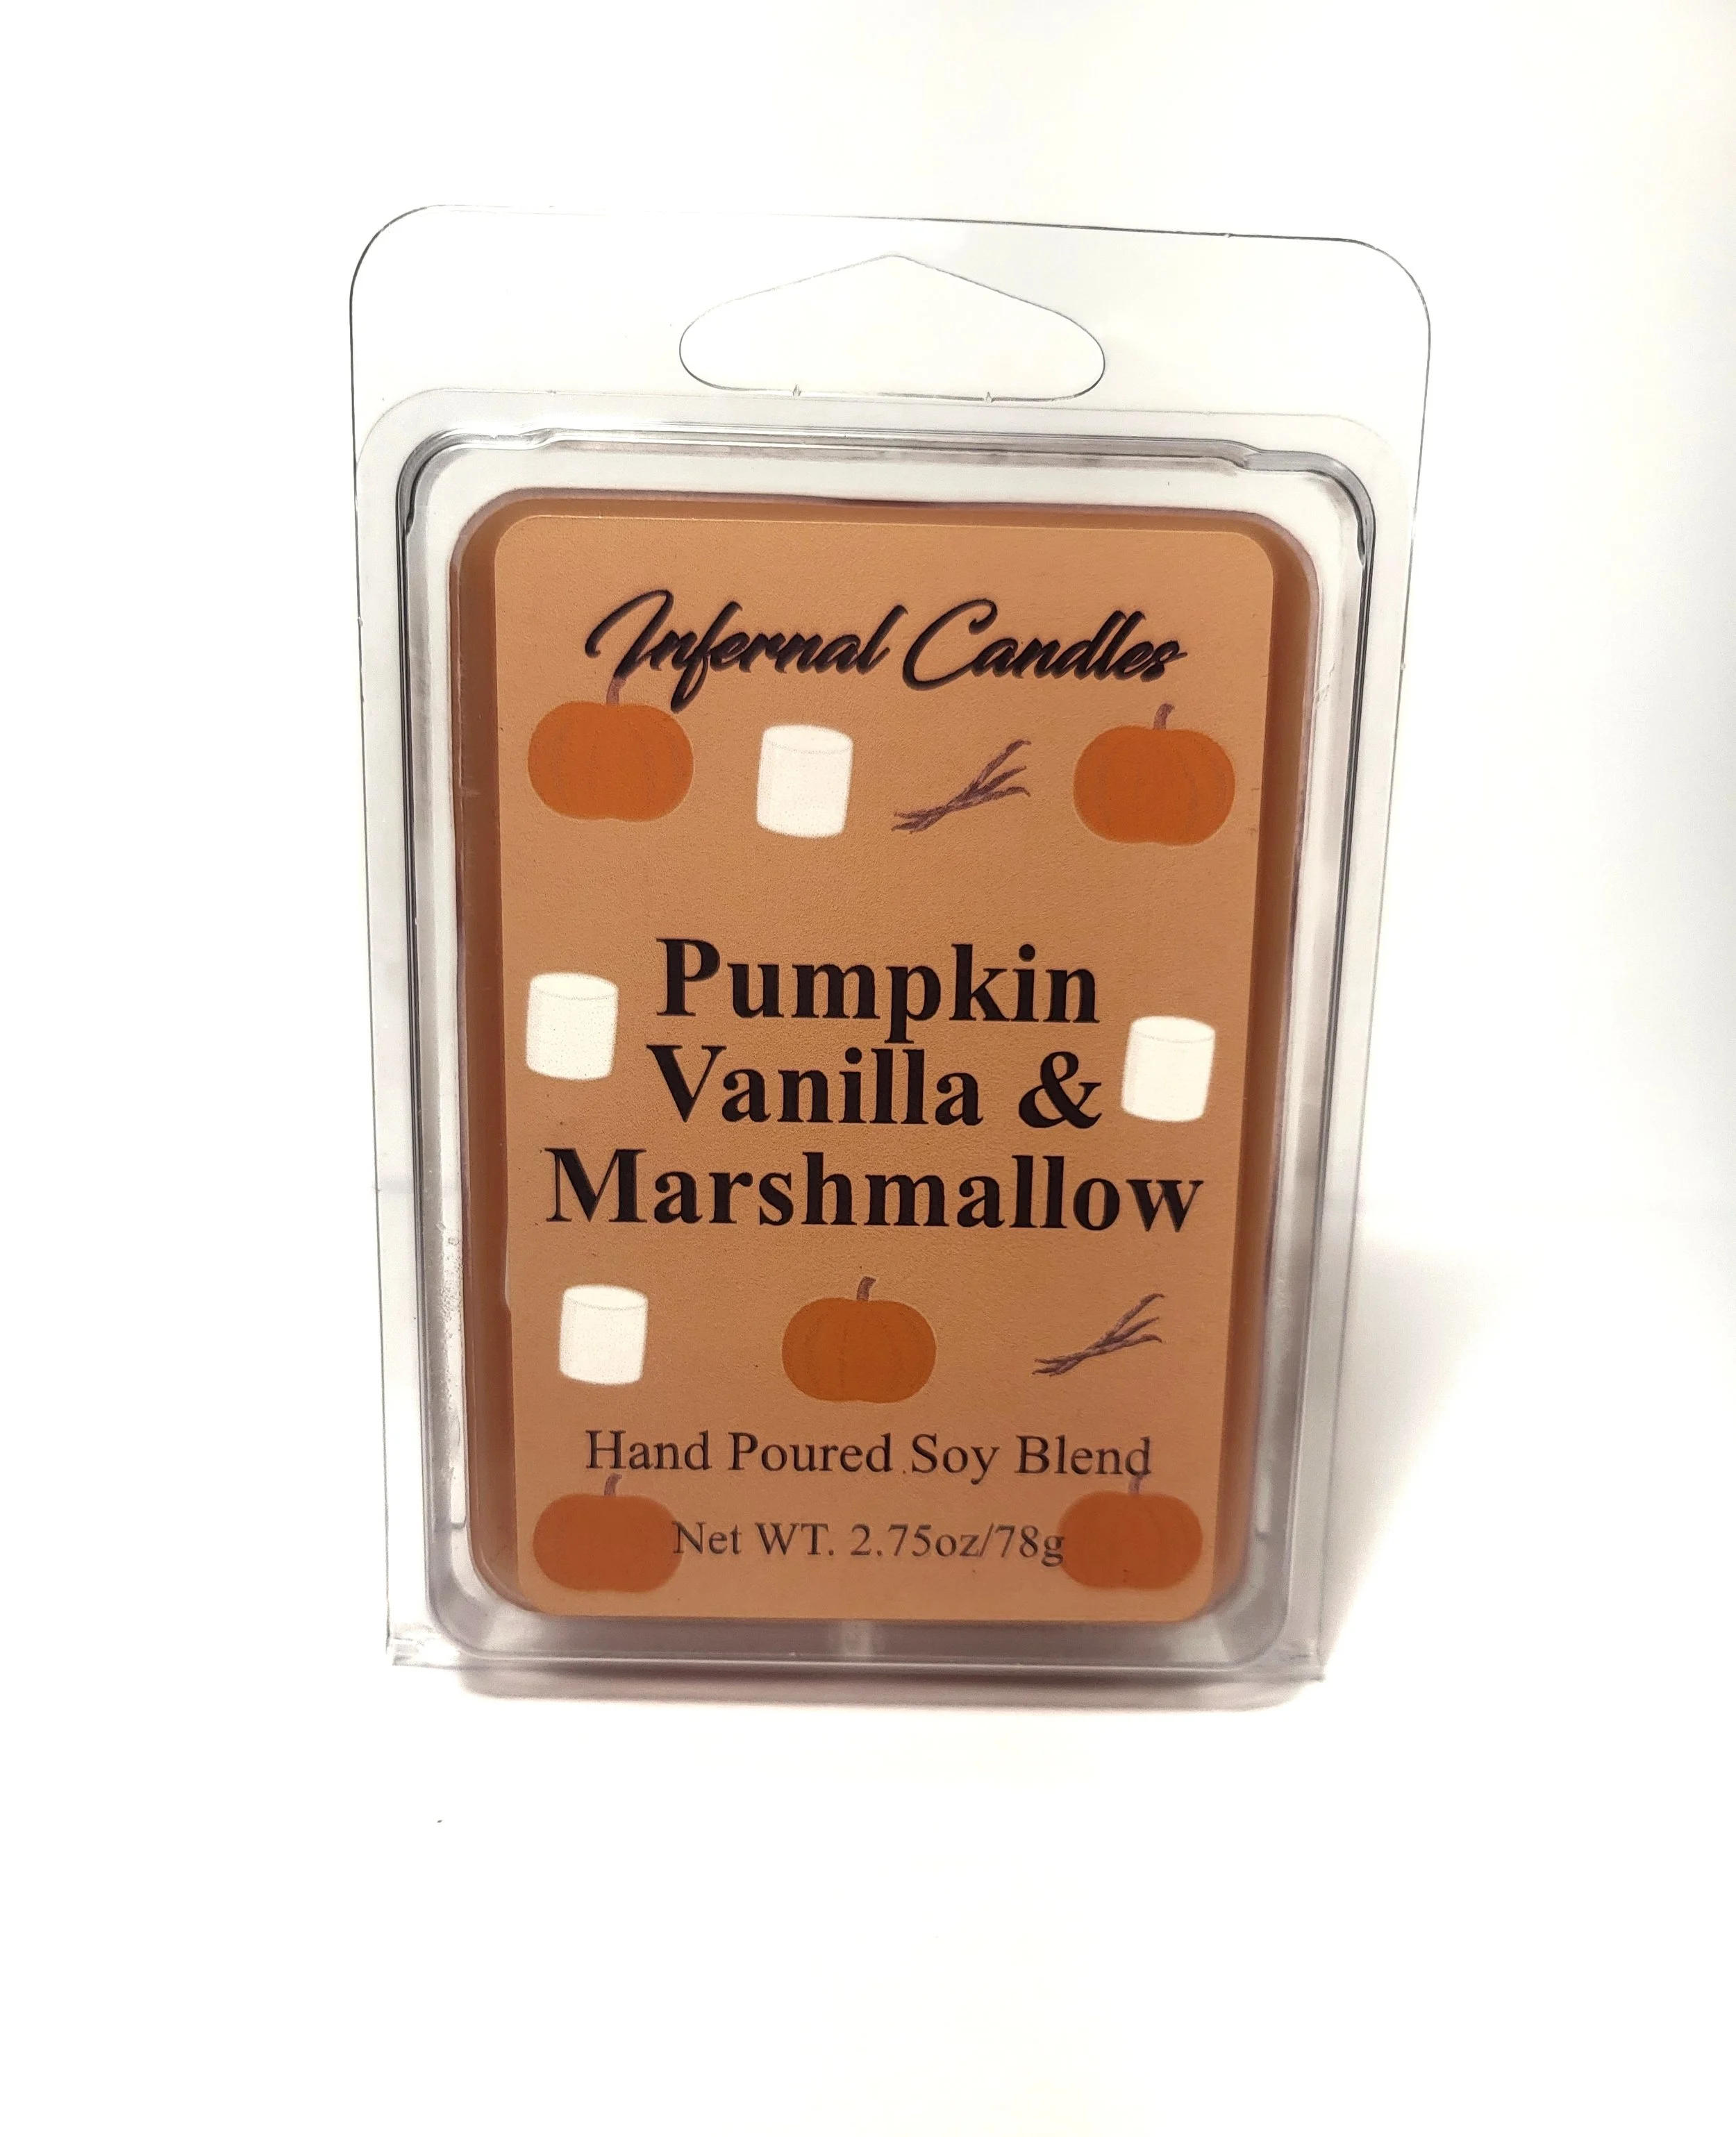 Infernal Candles
Pumpkin
Vanilla &
Marshmallow
Hand Poured Soy Blend
Net WT. 2.75oz/78g